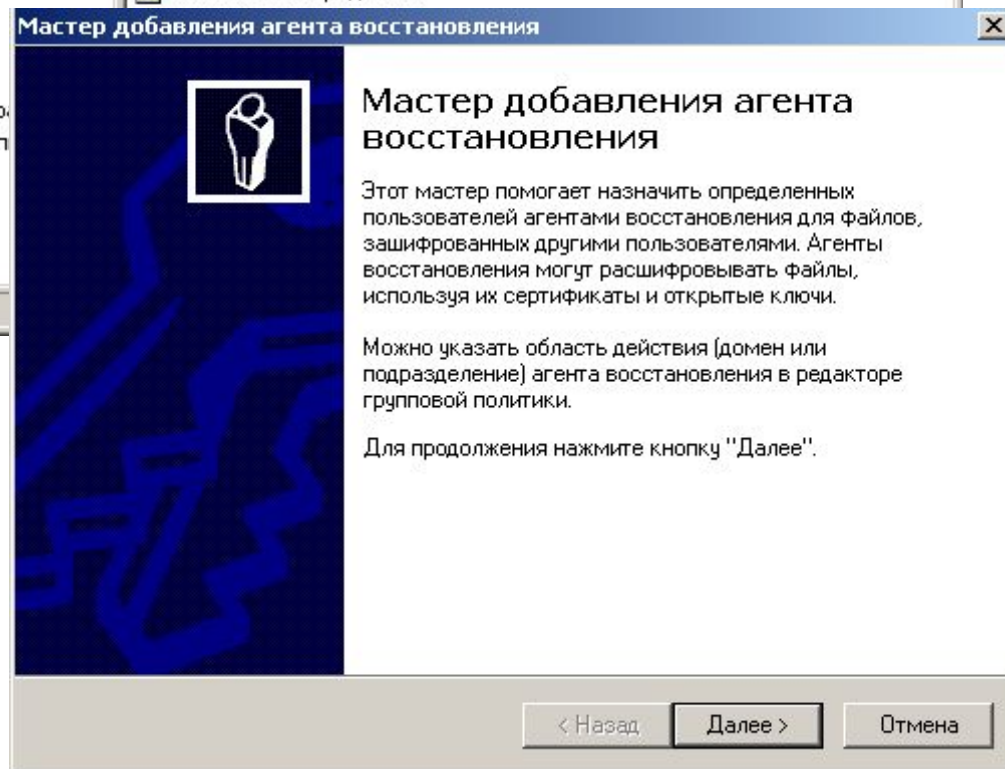 Мастер добавления агента восстановления
Мастер добавления агента
восстановления
Этот мастер помогает назначить определенных
пользователей агентами восстановления для файлов,
зашифрованных другими пользователями. Агенты
восстановления могут расшифровывать файлы,
используя их сертификаты и открытые ключи.
Можно указать область действия (домен или
подразделение) агента восстановления в редакторе
групповой политики.
Для продолжения нажмите кнопку "Далее".
< Назад
Далее >
Отмена